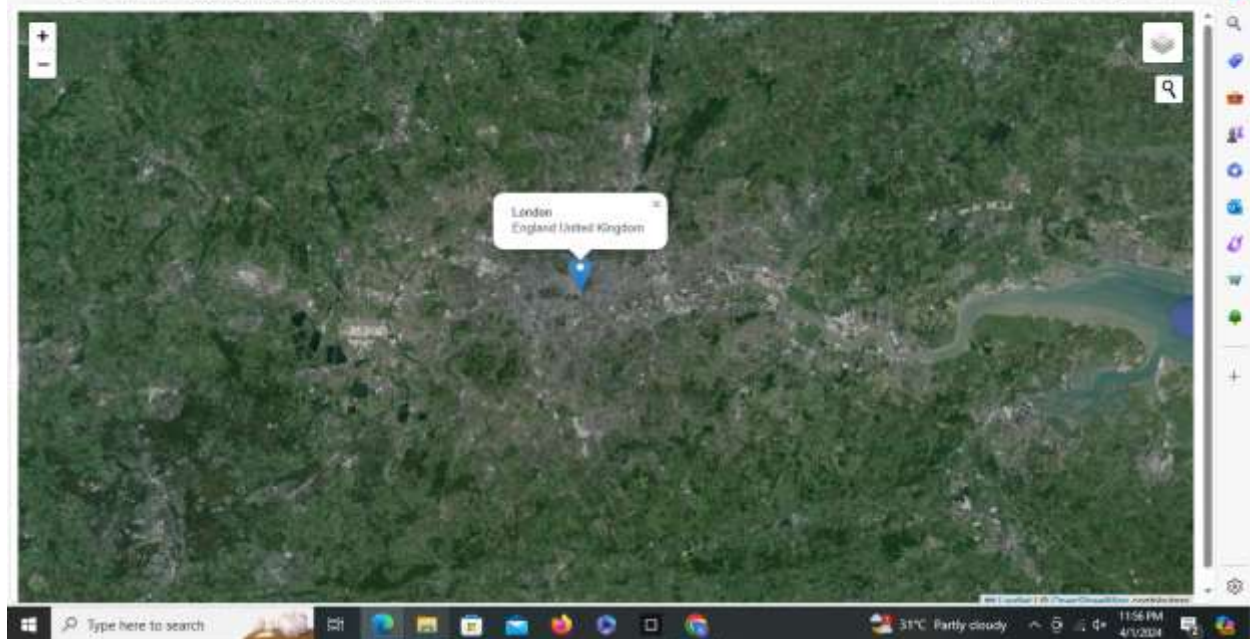 +
−
London
England United Kingdom
Type here to search
31°C Partly cloudy
11:56 PM
4/1/2024